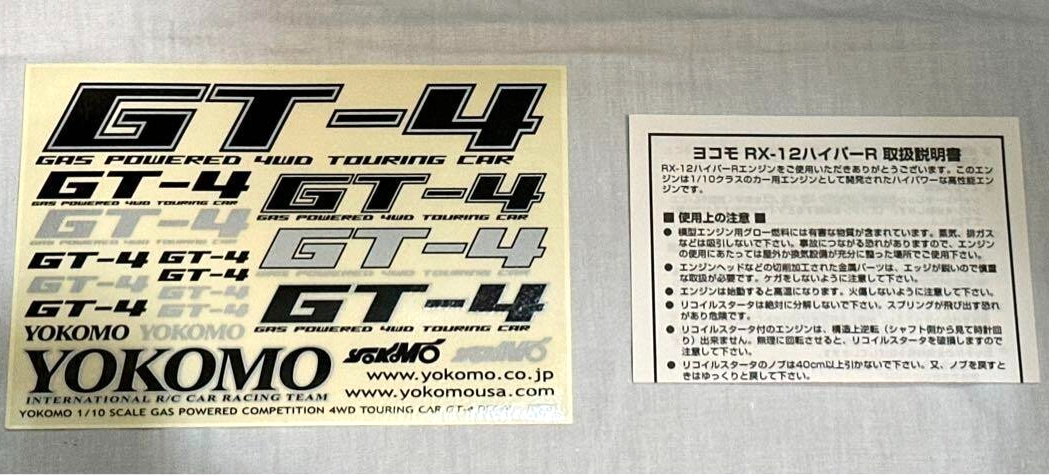 GT-4
GAS POWERED 4WD TOURING CAR
GT-4
GAS POWERED 4WD TOURING CAR
GT-4
GT-4
GT-4
GT-4
YOKOMO
YOKOMO
GT-4
GAS POWERED 4WD TOURING CAR
GT-4
GAS POWERED 4WD TOURING CAR
GT-4
GAS POWERED 4WD TOURING CAR
YOKOMO
INTERNATIONAL R/C CAR RACING TEAM
YOKOMO
YOKOMO
www.yokomo.co.jp
www.yokomousa.com
YOKOMO 1/10 SCALE GAS POWERED COMPETITION 4WD TOURING CAR GT-4
ヨコモ RX-12ハイパーR 取扱説明書
RX-12ハイパーRエンジンをご使用いただきありがとうございます。このエ
ンジンは1/10クラスのカー用エンジンとして開発されたハイパワーな高性能エン
ジンです。
■ 使用上の注意 ■
● 模型エンジン用グロー燃料には有害な物質が含まれています。蒸気、排ガス
などは吸引しないで下さい。事故につながる恐れがありますので、エンジン
の使用にあたっては屋外か換気設備が充分に整った場所でご使用下さい。
● エンジンヘッドなどの切削加工された金属パーツは、エッジが鋭いので慎重
な取扱が必要です。ケガをしないように注意して下さい。
● エンジンは始動すると高温になります。火傷しないように注意して下さい。
● リコイルスタータは絶対に分解しないで下さい。スプリングが飛び出す恐れ
があり危険です。
● リコイルスタータ付のエンジンは、構造上逆転（シャフト側から見て時計回
り）出来ません。無理に回転させると、リコイルスタータを破損しますので
注意して下さい。
● リコイルスタータのノブは40cm以上引かないで下さい。又、ノブを戻すと
きはゆっくりと戻して下さい。